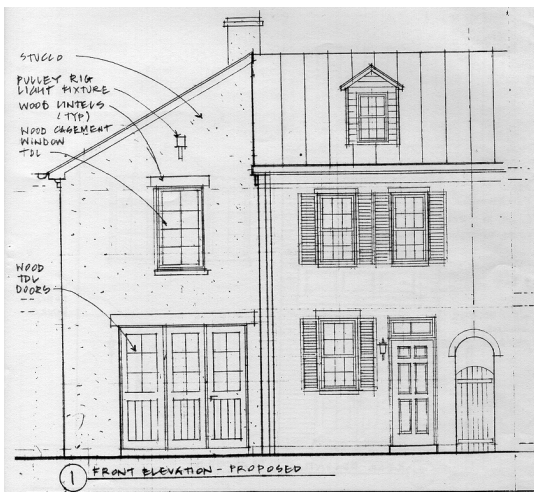 STUCCO
PULLEY RIG
LIGHT FIXTURE
WOOD LINTELS
(TYP)
WOOD CASEMENT
WINDOW
TDL
WOOD
TDL
DOORS
1 FRONT ELEVATION - PROPOSED